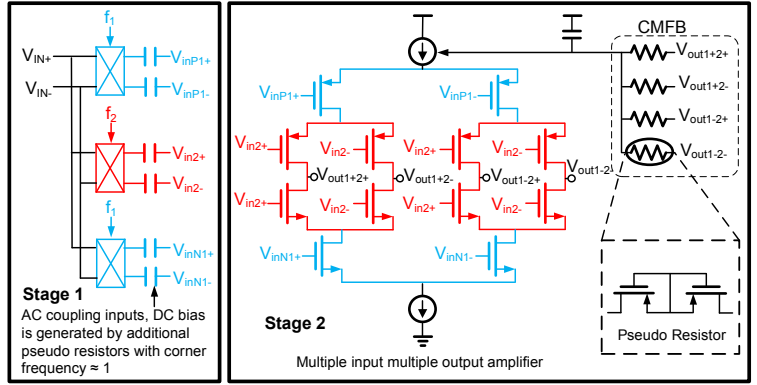 f1
VIN+
VIN-
VinP1+
VinP1-
f2
Vin2+
Vin2-
f1
VinN1+
VinN1-
Stage 1
AC coupling inputs, DC bias
is generated by additional
pseudo resistors with corner
frequency ≈ 1
CMFB
Vout1+2+
Vout1+2-
Vout1-2+
Vout1-2-
VinP1+
VinP1-
Vin2+
Vin2-
Vin2+
Vin2-
Vout1+2+
Vout1+2-
Vout1-2+
Vout1-2-
Vin2+
Vin2-
Vin2+
Vin2-
VinN1+
VinN1-
Stage 2
Multiple input multiple output amplifier
Pseudo Resistor